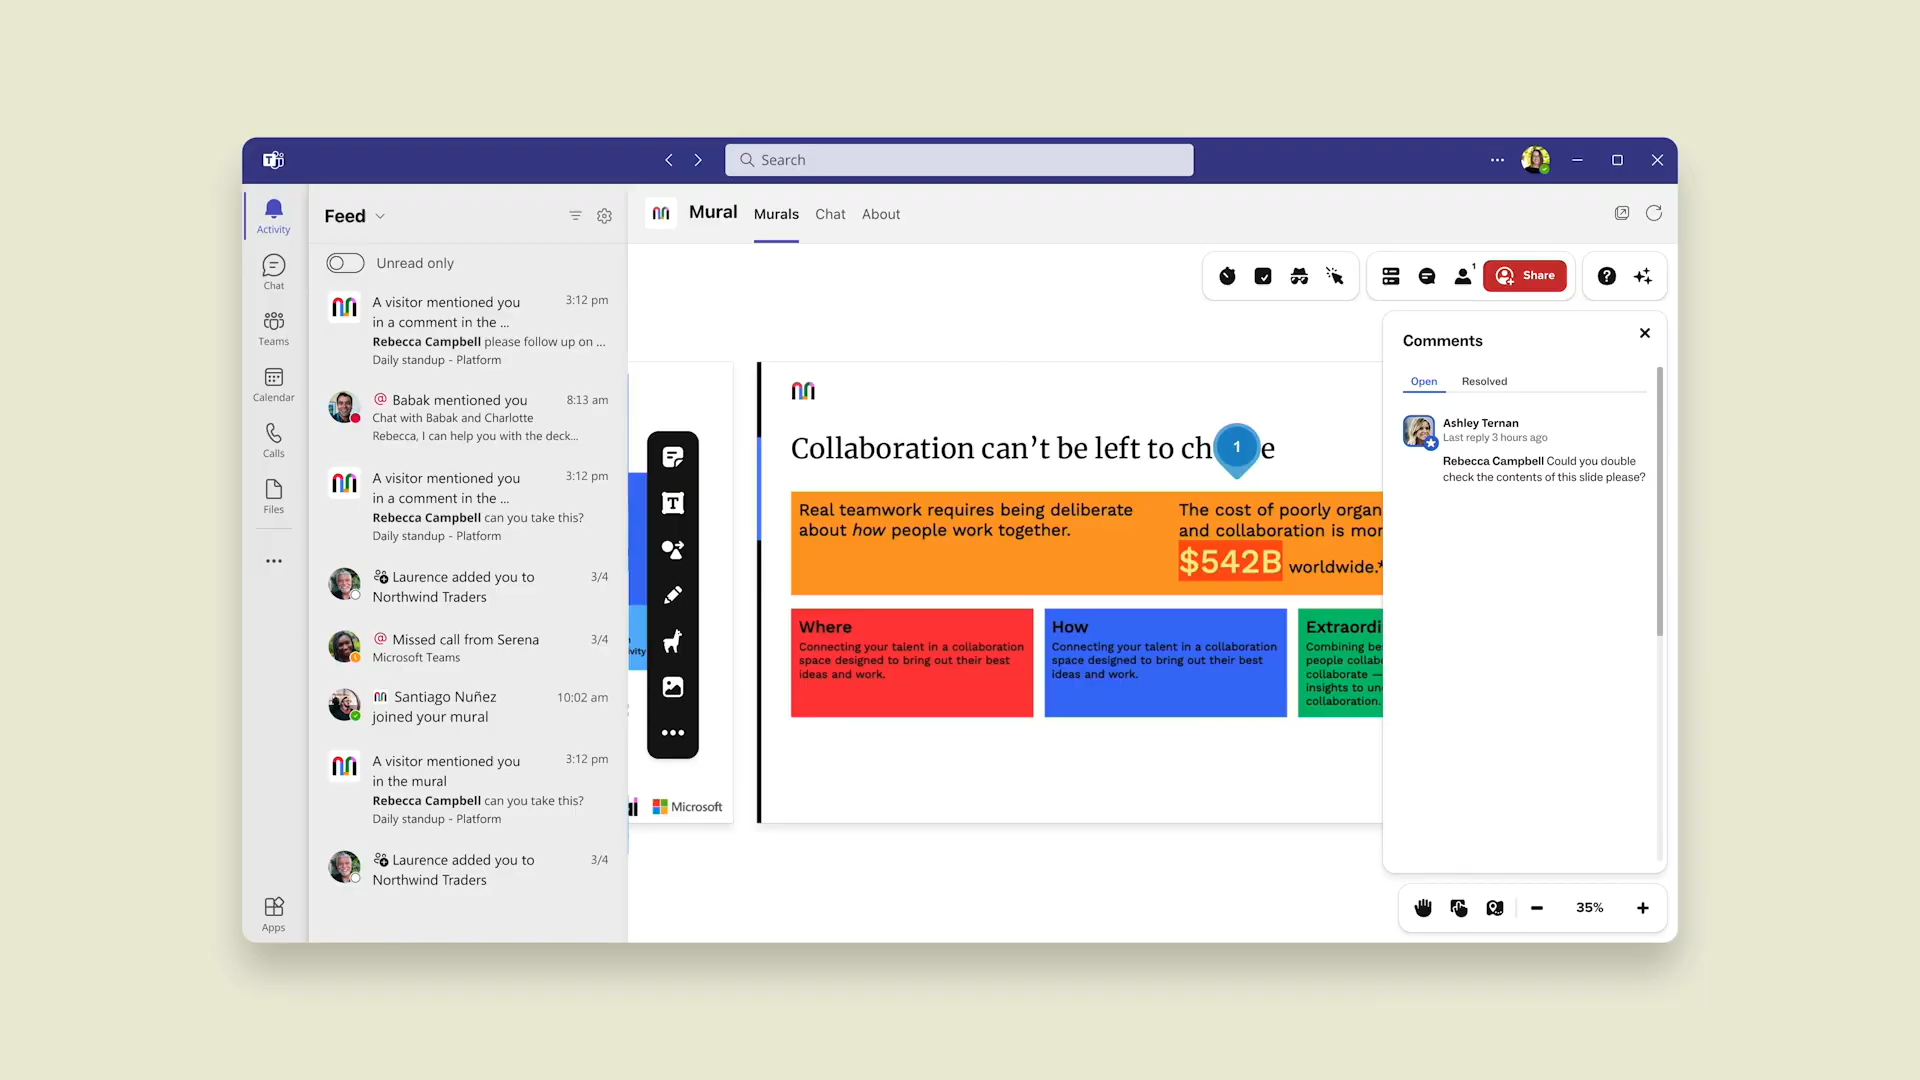 Search
Activity
Chat
Teams
Calendar
Calls
Files
Apps
Feed
Unread only
A visitor mentioned you 3:12 pm
in a comment in the ...
Rebecca Campbell please follow up on ...
Daily standup - Platform
@ Babak mentioned you 8:13 am
Chat with Babak and Charlotte
Rebecca, I can help you with the deck...
A visitor mentioned you 3:12 pm
in a comment in the ...
Rebecca Campbell can you take this?
Daily standup - Platform
Laurence added you to 3/4
Northwind Traders
@ Missed call from Serena 3/4
Microsoft Teams
Santiago Nuñez 10:02 am
joined your mural
A visitor mentioned you 3:12 pm
in the mural
Rebecca Campbell can you take this?
Daily standup - Platform
Laurence added you to 3/4
Northwind Traders
Mural Murals Chat About
1
Share
Microsoft
Collaboration can't be left to ch 1 e
Real teamwork requires being deliberate
about how people work together.
The cost of poorly organ
and collaboration is mor
$542B worldwide.*
Where
Connecting your talent in a collaboration
space designed to bring out their best
ideas and work.
How
Connecting your talent in a collaboration
space designed to bring out their best
ideas and work.
Extraordi
Combining be
people collab
collaborate —
insights to un
collaboration.
Comments
Open Resolved
Ashley Ternan
Last reply 3 hours ago
Rebecca Campbell Could you double
check the contents of this slide please?
35%